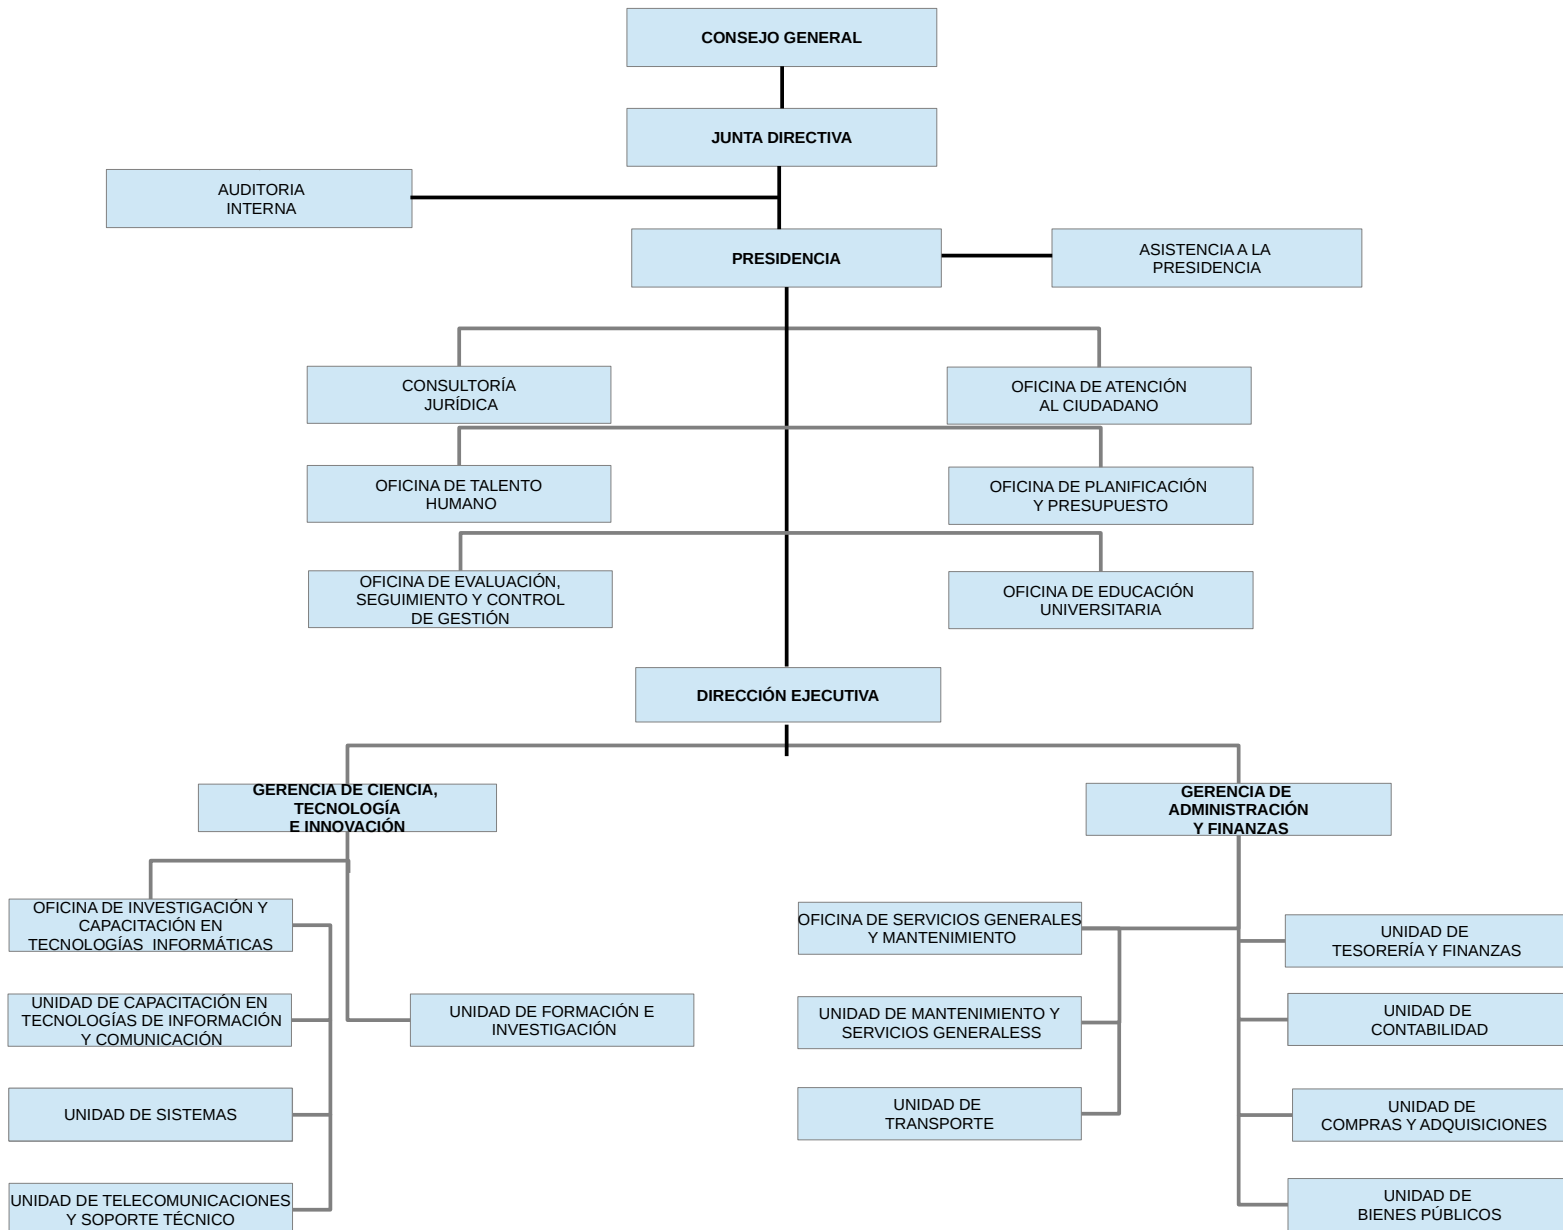 CONSEJO GENERAL
JUNTA DIRECTIVA
AUDITORIA
INTERNA
PRESIDENCIA
ASISTENCIA A LA
PRESIDENCIA
CONSULTORÍA
JURÍDICA
OFICINA DE ATENCIÓN
AL CIUDADANO
OFICINA DE TALENTO
HUMANO
OFICINA DE PLANIFICACIÓN
Y PRESUPUESTO
OFICINA DE EVALUACIÓN,
SEGUIMIENTO Y CONTROL
DE GESTIÓN
OFICINA DE EDUCACIÓN
UNIVERSITARIA
DIRECCIÓN EJECUTIVA
GERENCIA DE CIENCIA,
TECNOLOGÍA
E INNOVACIÓN
GERENCIA DE
ADMINISTRACIÓN
Y FINANZAS
OFICINA DE INVESTIGACIÓN Y
CAPACITACIÓN EN
TECNOLOGÍAS  INFORMÁTICAS
UNIDAD DE CAPACITACIÓN EN
TECNOLOGÍAS DE INFORMACIÓN
Y COMUNICACIÓN
UNIDAD DE SISTEMAS
UNIDAD DE TELECOMUNICACIONES
Y SOPORTE TÉCNICO
UNIDAD DE FORMACIÓN E
INVESTIGACIÓN
OFICINA DE SERVICIOS GENERALES
Y MANTENIMIENTO
UNIDAD DE MANTENIMIENTO Y
SERVICIOS GENERALESS
UNIDAD DE
TRANSPORTE
UNIDAD DE
TESORERÍA Y FINANZAS
UNIDAD DE
CONTABILIDAD
UNIDAD DE
COMPRAS Y ADQUISICIONES
UNIDAD DE
BIENES PÚBLICOS